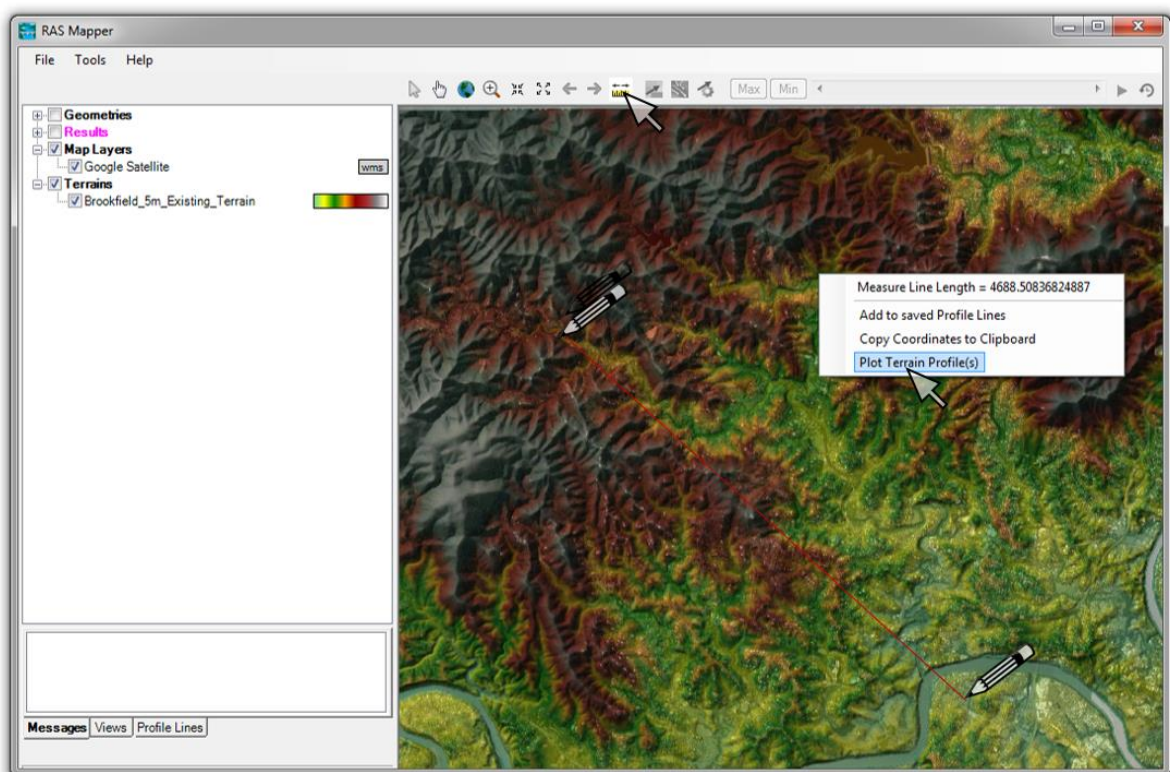 RAS Mapper
File Tools Help
Max Min
Geometries
Results
Map Layers
Google Satellite wms
Terrains
Brookfield_5m_Existing_Terrain
Measure Line Length = 4688.50836824887
Add to saved Profile Lines
Copy Coordinates to Clipboard
Plot Terrain Profile(s)
Messages Views Profile Lines